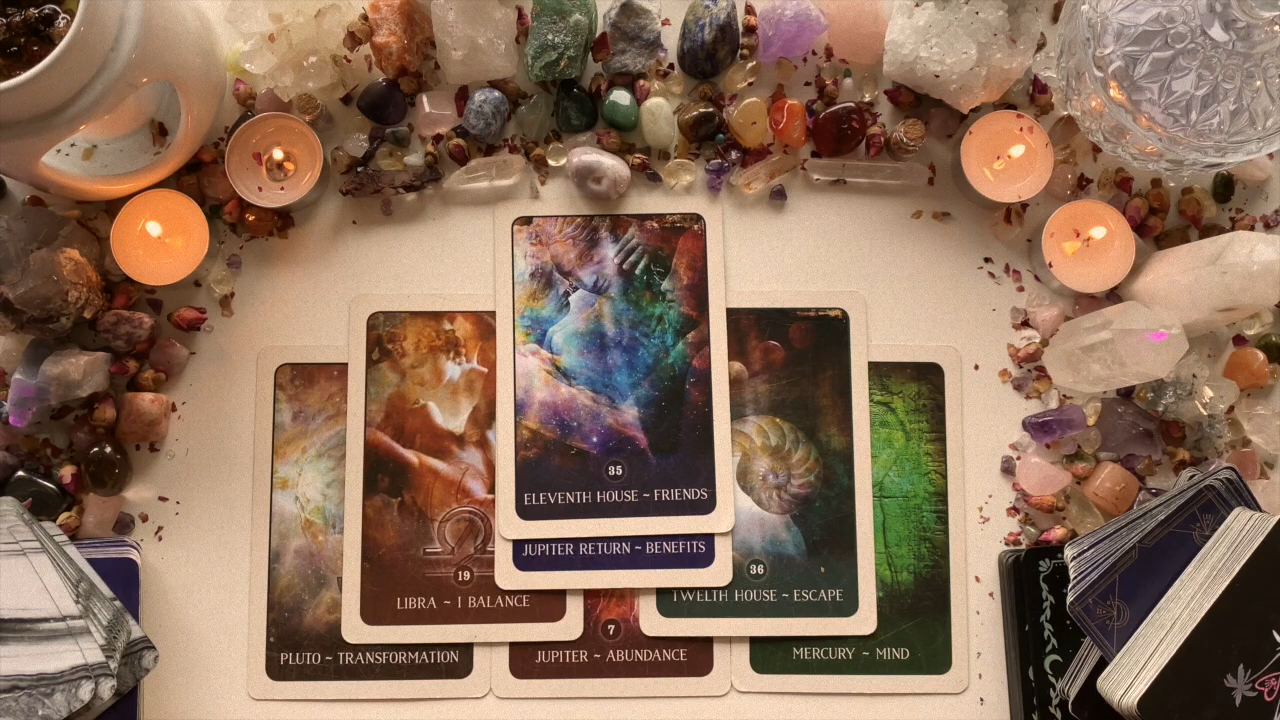 35
ELEVENTH HOUSE ~ FRIENDS
JUPITER RETURN ~ BENEFITS
19
LIBRA ~ I BALANCE
36
TWELTH HOUSE ~ ESCAPE
PLUTO ~ TRANSFORMATION
7
JUPITER ~ ABUNDANCE
MERCURY ~ MIND